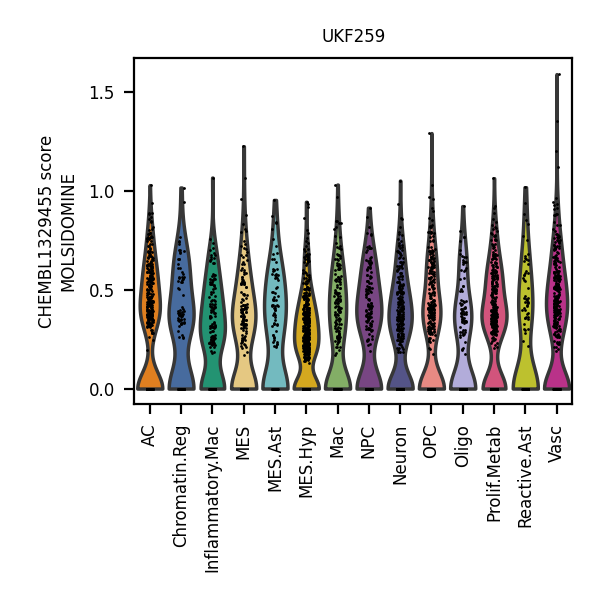 UKF259
CHEMBL1329455 score
MOLSIDOMINE
1.5
1.0
0.5
0.0
AC
Chromatin.Reg
Inflammatory.Mac
MES
MES.Ast
MES.Hyp
Mac
NPC
Neuron
OPC
Oligo
Prolif.Metab
Reactive.Ast
Vasc